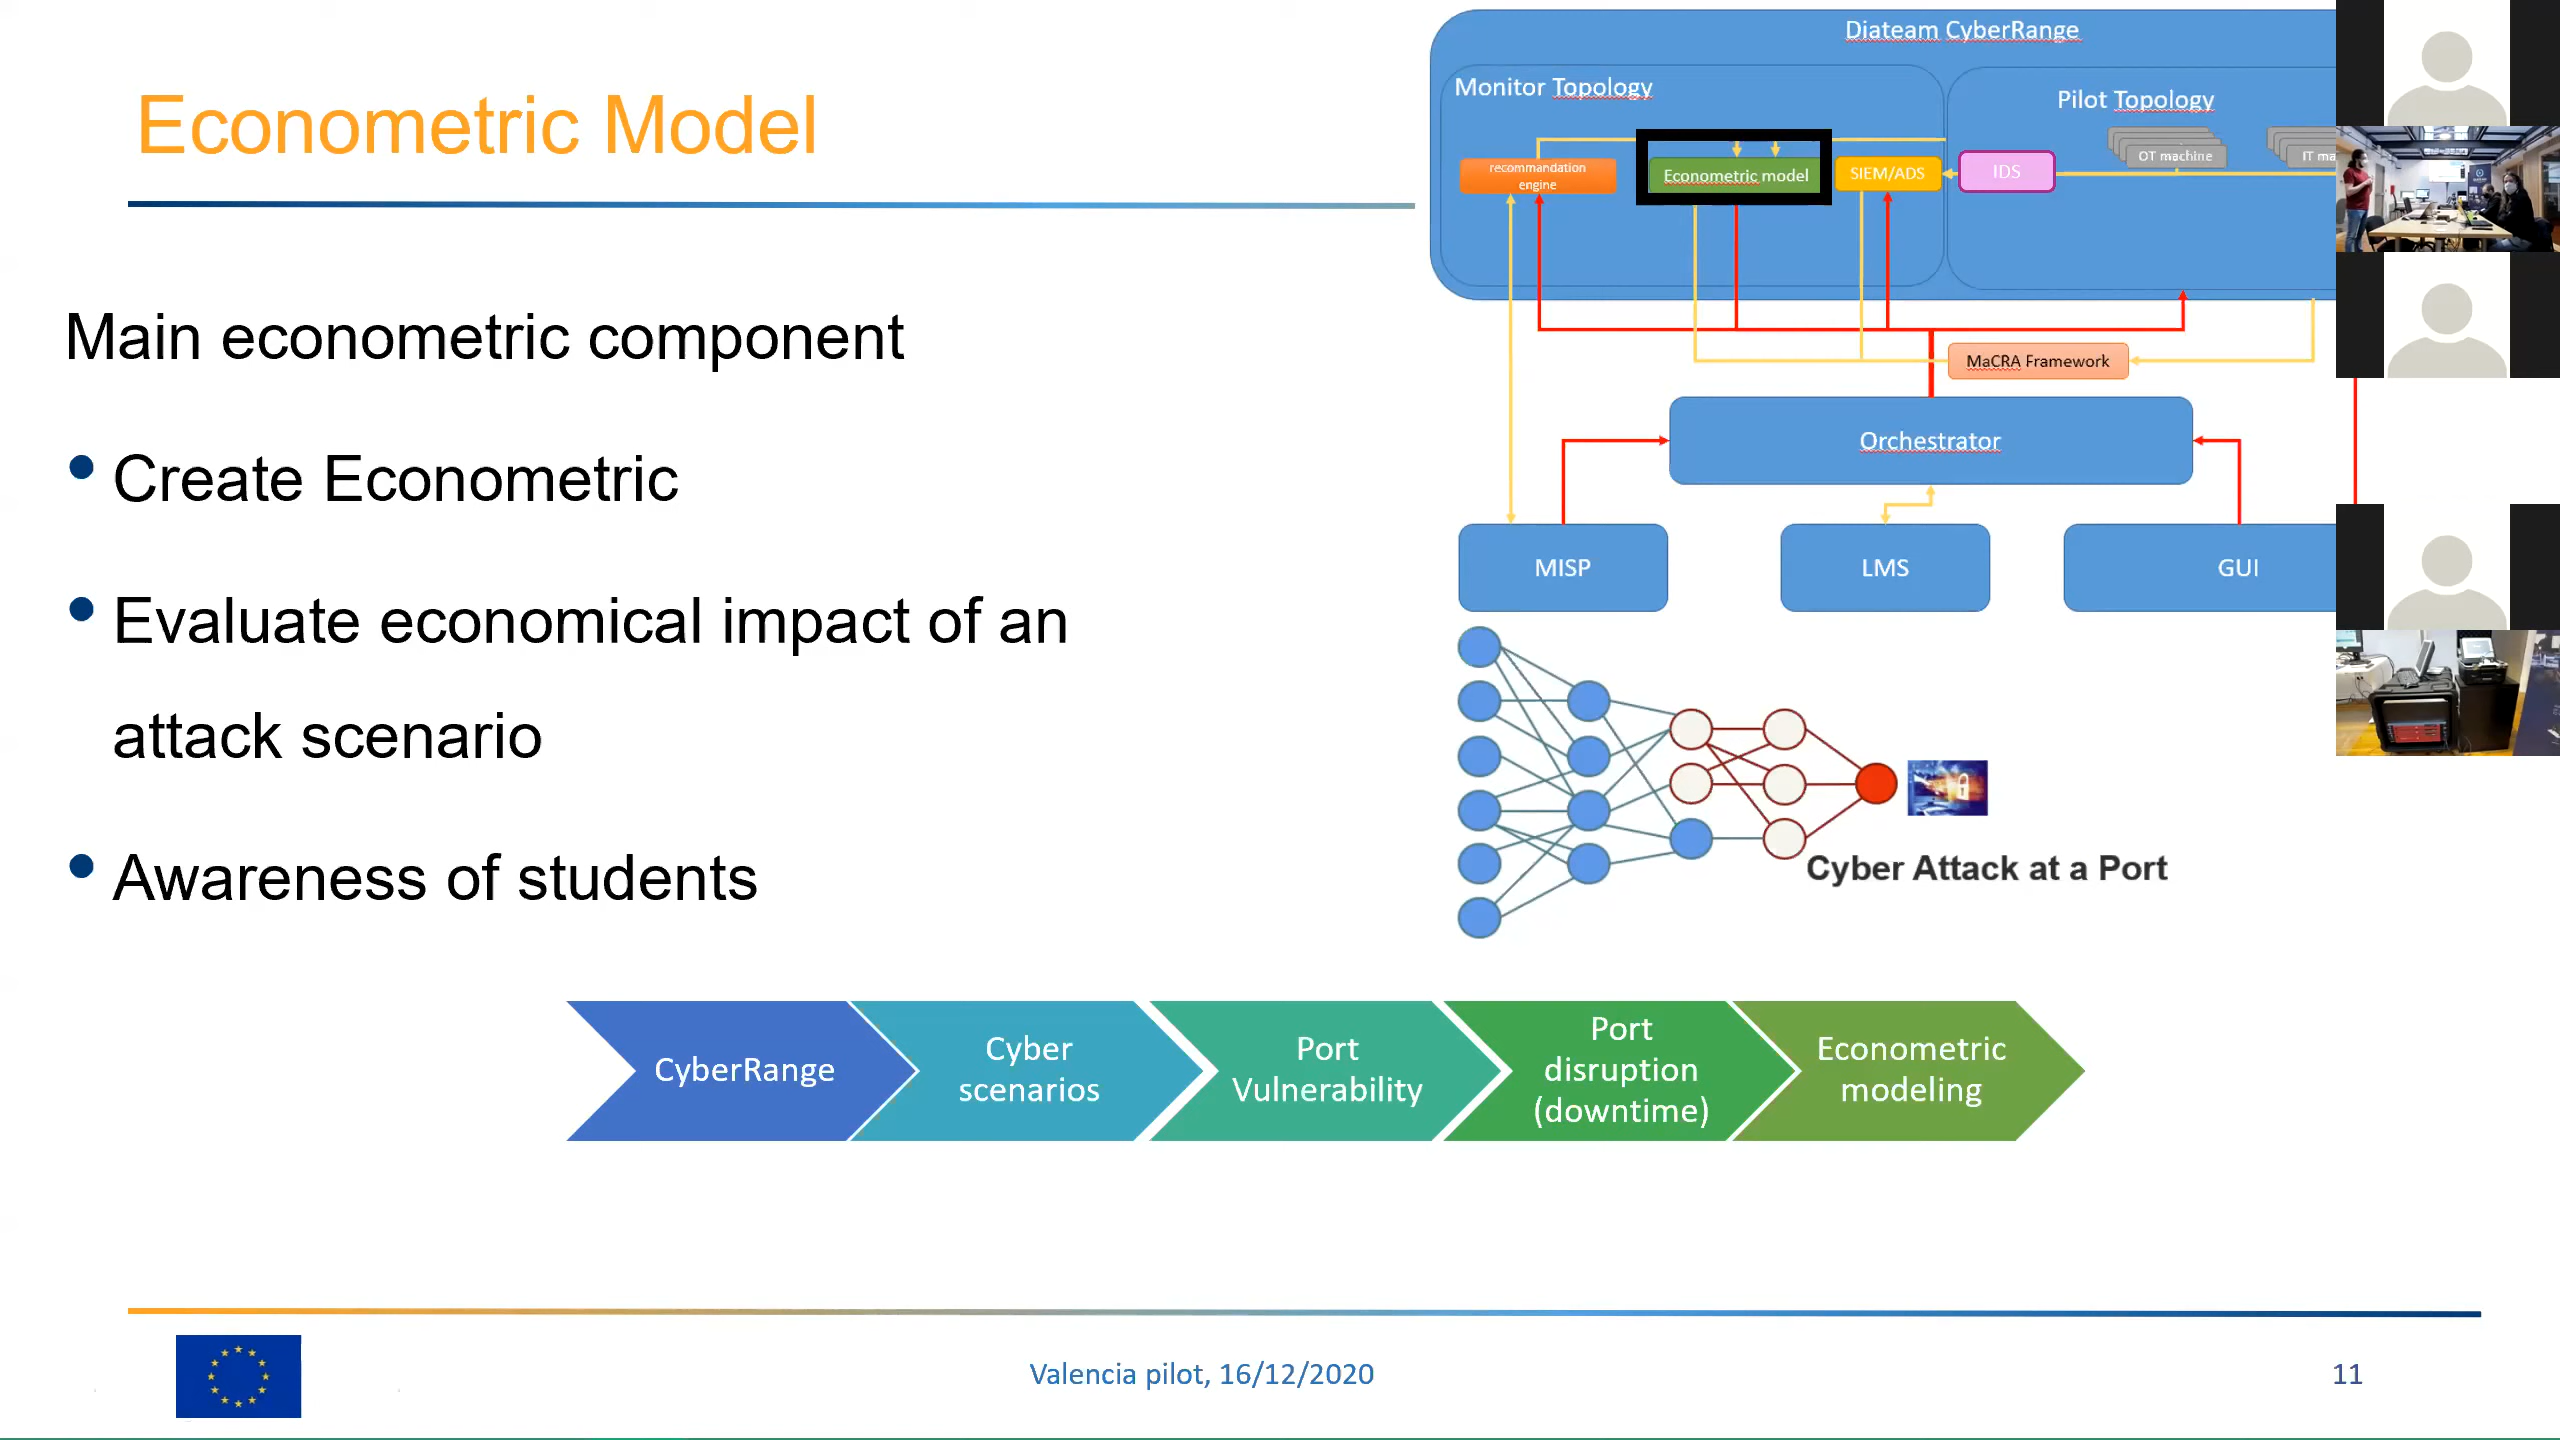 Econometric Model
Main econometric component
Create Econometric
Evaluate economical impact of an
attack scenario
Awareness of students
Diateam CyberRange
Monitor Topology
Pilot Topology
recommandation
engine
Econometric model
SIEM/ADS
IDS
OT machine
IT ma
MaCRA Framework
Orchestrator
MISP
LMS
GUI
Cyber Attack at a Port
CyberRange
Cyber
scenarios
Port
Vulnerability
Port
disruption
(downtime)
Econometric
modeling
Valencia pilot, 16/12/2020
11